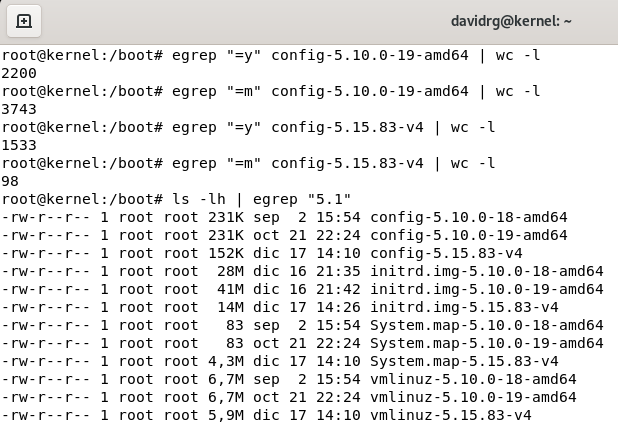 davidrg@kernel: ~
root@kernel:/boot# egrep "=y" config-5.10.0-19-amd64 | wc -l
2200
root@kernel:/boot# egrep "=m" config-5.10.0-19-amd64 | wc -l
3743
root@kernel:/boot# egrep "=y" config-5.15.83-v4 | wc -l
1533
root@kernel:/boot# egrep "=m" config-5.15.83-v4 | wc -l
98
root@kernel:/boot# ls -lh | egrep "5.1"
-rw-r--r-- 1 root root 231K sep  2 15:54 config-5.10.0-18-amd64
-rw-r--r-- 1 root root 231K oct 21 22:24 config-5.10.0-19-amd64
-rw-r--r-- 1 root root 152K dic 17 14:10 config-5.15.83-v4
-rw-r--r-- 1 root root  28M dic 16 21:35 initrd.img-5.10.0-18-amd64
-rw-r--r-- 1 root root  41M dic 16 21:42 initrd.img-5.10.0-19-amd64
-rw-r--r-- 1 root root  14M dic 17 14:26 initrd.img-5.15.83-v4
-rw-r--r-- 1 root root   83 sep  2 15:54 System.map-5.10.0-18-amd64
-rw-r--r-- 1 root root   83 oct 21 22:24 System.map-5.10.0-19-amd64
-rw-r--r-- 1 root root 4,3M dic 17 14:10 System.map-5.15.83-v4
-rw-r--r-- 1 root root 6,7M sep  2 15:54 vmlinuz-5.10.0-18-amd64
-rw-r--r-- 1 root root 6,7M oct 21 22:24 vmlinuz-5.10.0-19-amd64
-rw-r--r-- 1 root root 5,9M dic 17 14:10 vmlinuz-5.15.83-v4